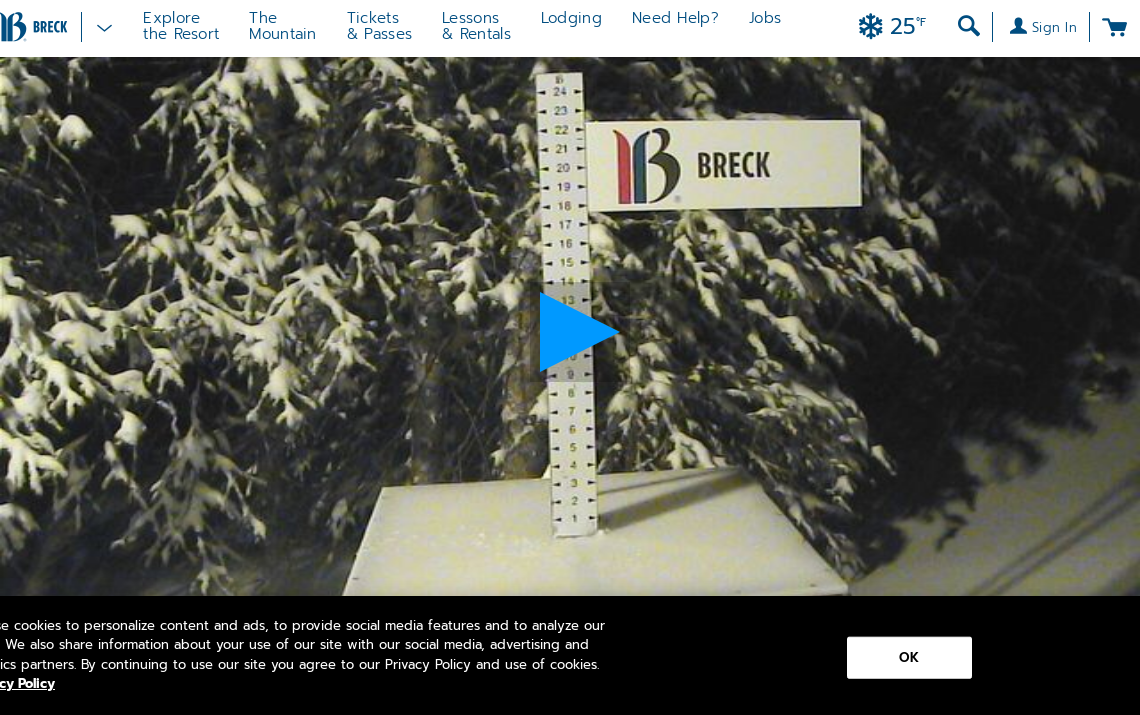 BRECK
Explore
the Resort
The
Mountain
Tickets
& Passes
Lessons
& Rentals
Lodging
Need Help?
Jobs
25°F
Sign In
24
23
22
21
20
19
18
17
16
15
14
13
9
8
7
6
5
4
3
2
1
BRECK
se cookies to personalize content and ads, to provide social media features and to analyze our
We also share information about your use of our site with our social media, advertising and
ics partners. By continuing to use our site you agree to our Privacy Policy and use of cookies.
cy Policy
OK